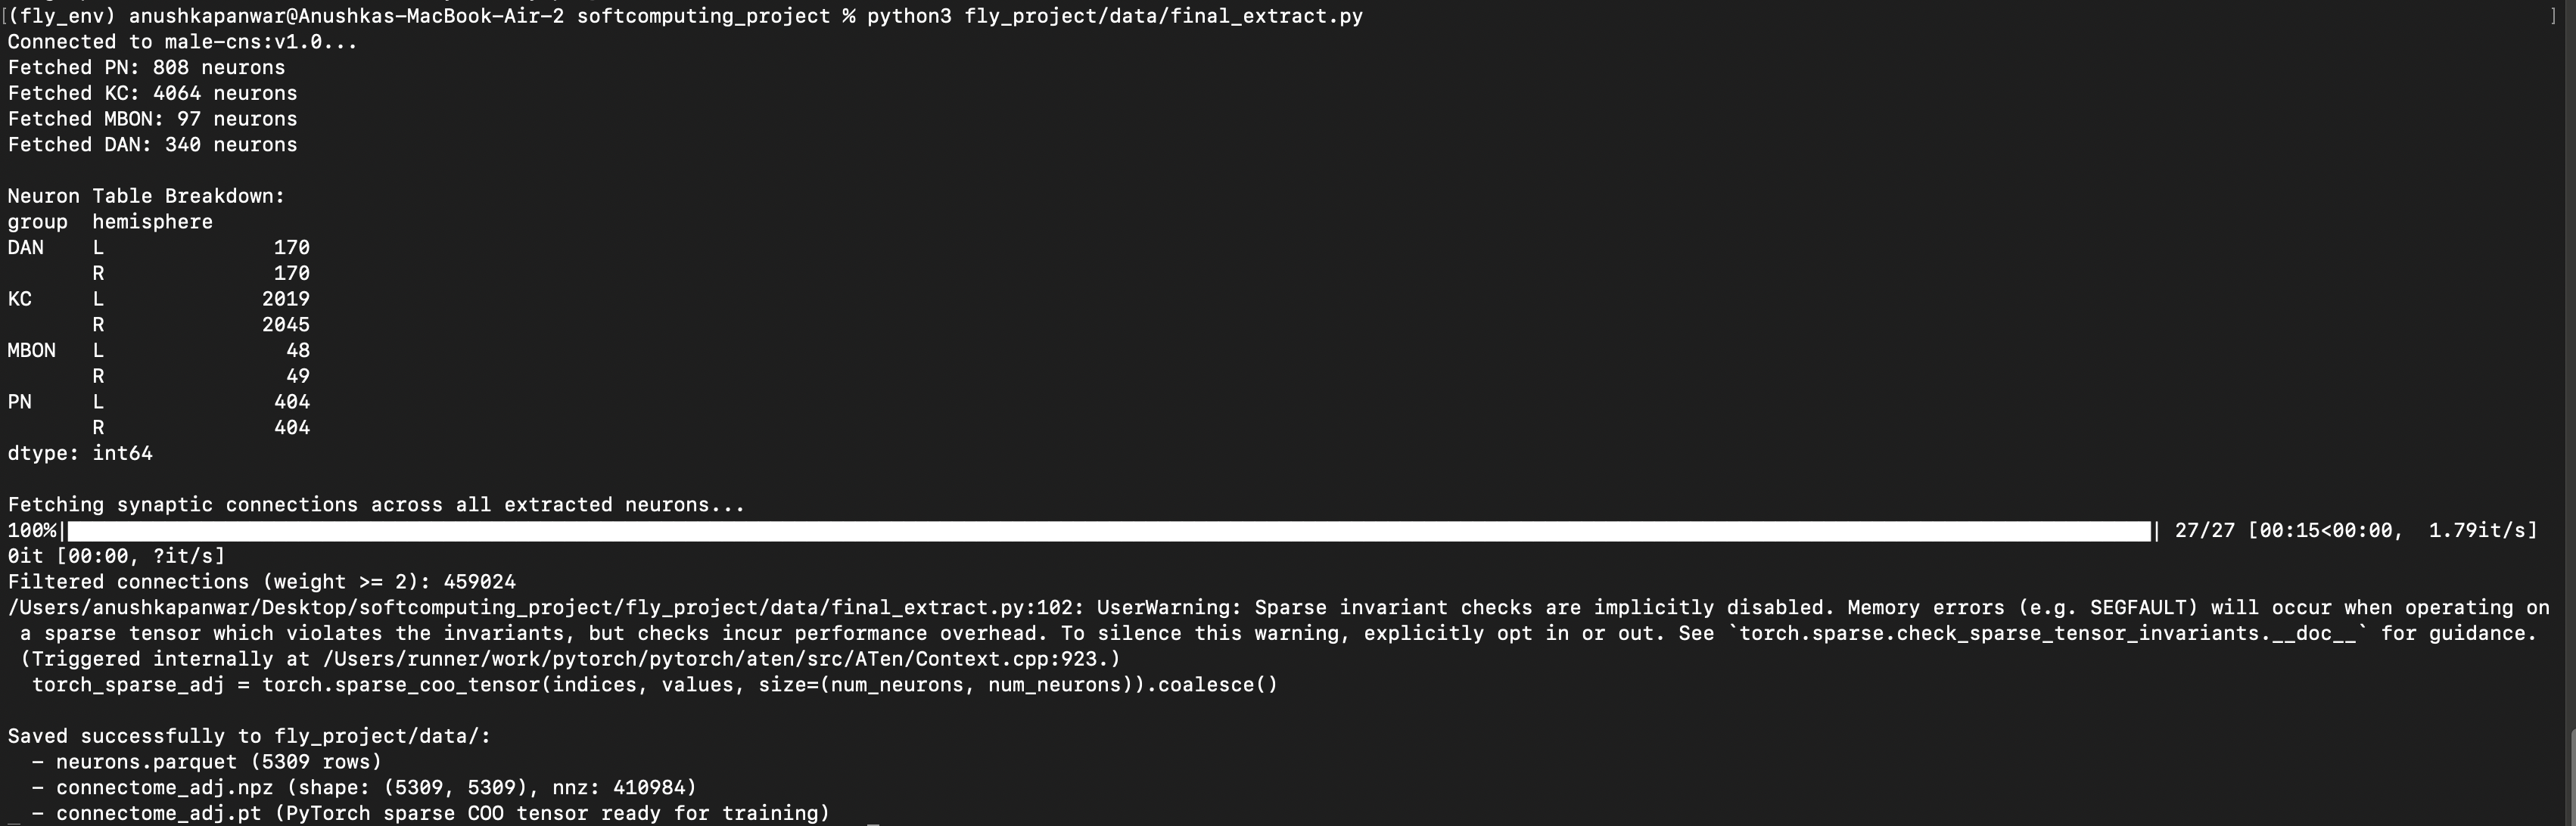 [(fly_env) anushkapanwar@Anushkas-MacBook-Air-2 softcomputing_project % python3 fly_project/data/final_extract.py ]
Connected to male-cns:v1.0...
Fetched PN: 808 neurons
Fetched KC: 4064 neurons
Fetched MBON: 97 neurons
Fetched DAN: 340 neurons
Neuron Table Breakdown:
group  hemisphere
DAN    L              170
       R              170
KC     L             2019
       R             2045
MBON   L               48
       R               49
PN     L              404
       R              404
dtype: int64
Fetching synaptic connections across all extracted neurons...
100%| | 27/27 [00:15<00:00,  1.79it/s]
0it [00:00, ?it/s]
Filtered connections (weight >= 2): 459024
/Users/anushkapanwar/Desktop/softcomputing_project/fly_project/data/final_extract.py:102: UserWarning: Sparse invariant checks are implicitly disabled. Memory errors (e.g. SEGFAULT) will occur when operating on
a sparse tensor which violates the invariants, but checks incur performance overhead. To silence this warning, explicitly opt in or out. See `torch.sparse.check_sparse_tensor_invariants.__doc__` for guidance.
(Triggered internally at /Users/runner/work/pytorch/pytorch/aten/src/ATen/Context.cpp:923.)
  torch_sparse_adj = torch.sparse_coo_tensor(indices, values, size=(num_neurons, num_neurons)).coalesce()
Saved successfully to fly_project/data/:
  - neurons.parquet (5309 rows)
  - connectome_adj.npz (shape: (5309, 5309), nnz: 410984)
  - connectome_adj.pt (PyTorch sparse COO tensor ready for training)